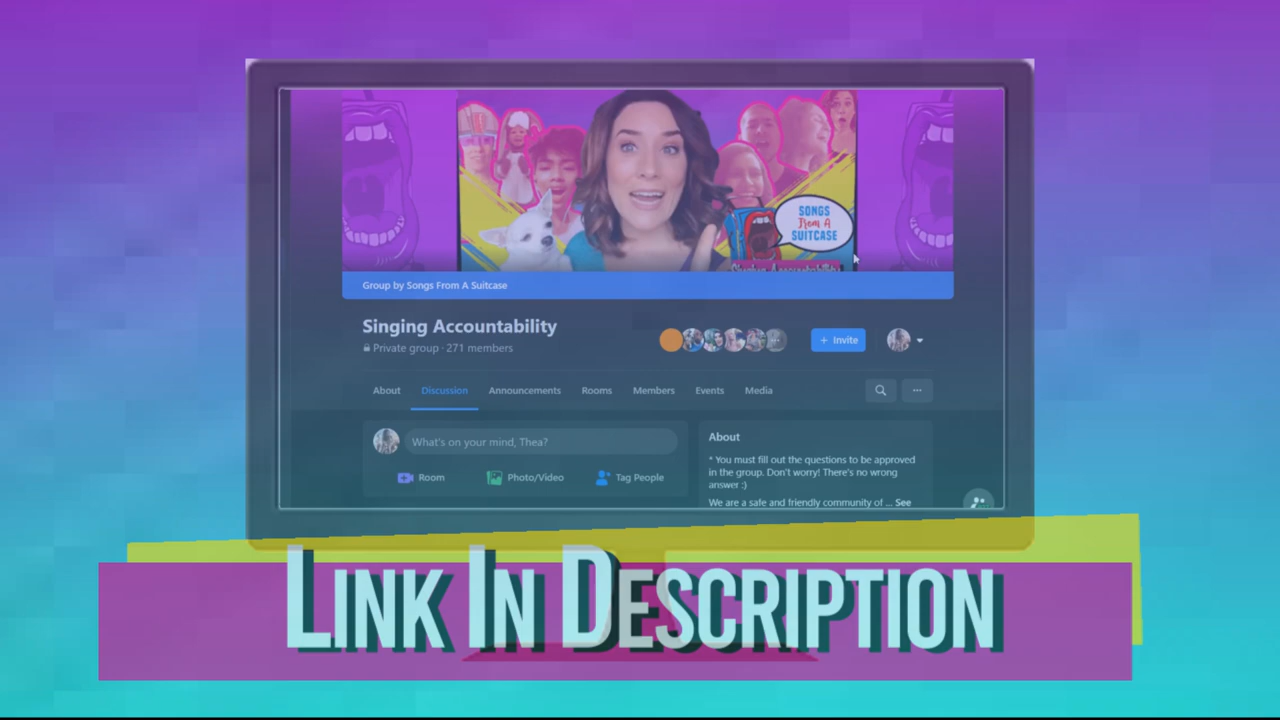 SONGS
From A
SUITCASE
Singing Accountability
Group by Songs From A Suitcase
Singing Accountability
Private group · 271 members
+ Invite
About
Discussion
Announcements
Rooms
Members
Events
Media
What's on your mind, Thea?
Room
Photo/Video
Tag People
About
* You must fill out the questions to be approved
in the group. Don't worry! There's no wrong
answer :)
We are a safe and friendly community of ... See
LINK IN DESCRIPTION